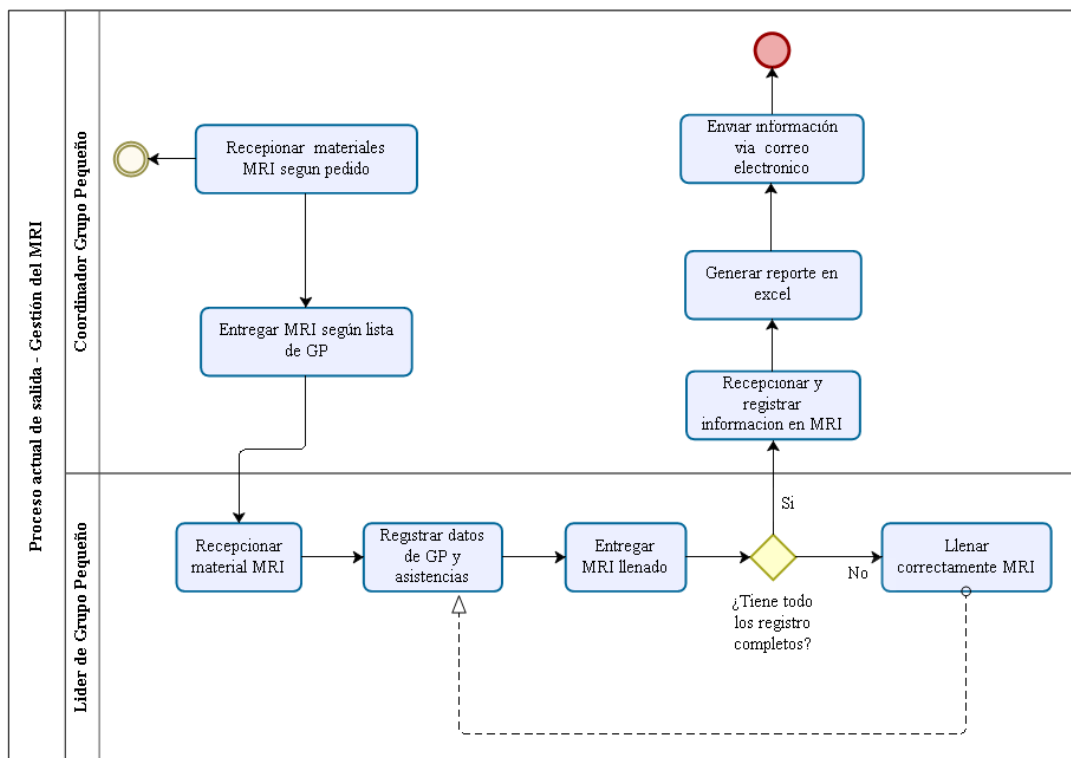 Proceso actual de salida - Gestión del MRI
Coordinador Grupo Pequeño
Recepionar materiales
MRI segun pedido
Entregar MRI según lista
de GP
Enviar información
via correo
electronico
Generar reporte en
excel
Recepcionar y
registrar
informacion en MRI
Lider de Grupo Pequeño
Recepcionar
material MRI
Registrar datos
de GP y
asistencias
Entregar
MRI llenado
Si
No
¿Tiene todo
los registro
completos?
Llenar
correctamente MRI